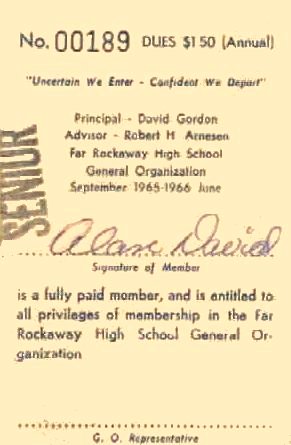 No. 00189 DUES $1 50 (Annual)
"Uncertain We Enter - Confident We Depart"
Principal - David Gordon
Advisor - Robert H Arnesen
Far Rockaway High School
General Organization
September 1965-1966 June
SENIOR
Alan David
Signature of Member
is a fully paid member, and is entitled to
all privileges of membership in the Far
Rockaway High School General Or-
ganization
G. O. Representative